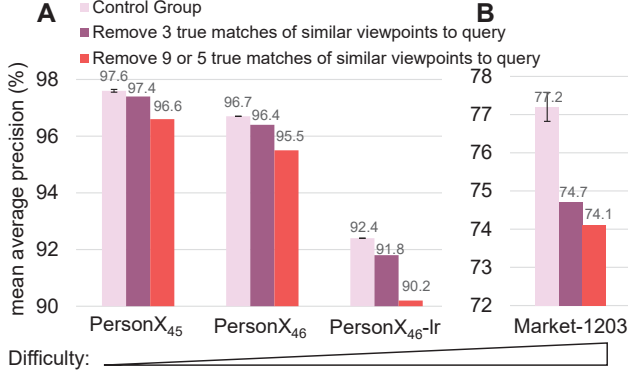 A
B
Control Group
Remove 3 true matches of similar viewpoints to query
Remove 9 or 5 true matches of similar viewpoints to query
mean average precision (%)
98
96
94
92
90
97.6
97.4
96.6
96.7
96.4
95.5
92.4
91.8
90.2
PersonX45
PersonX46
PersonX46-lr
78
77
76
75
74
73
72
77.2
74.7
74.1
Market-1203
Difficulty: